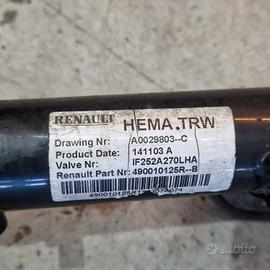 RENAULT HEMA.TRW
Drawing Nr: A0029803--C
Product Date: 141103 A
Valve Nr: IF252A270LHA
Renault Part Nr: 490010125R--B
subito